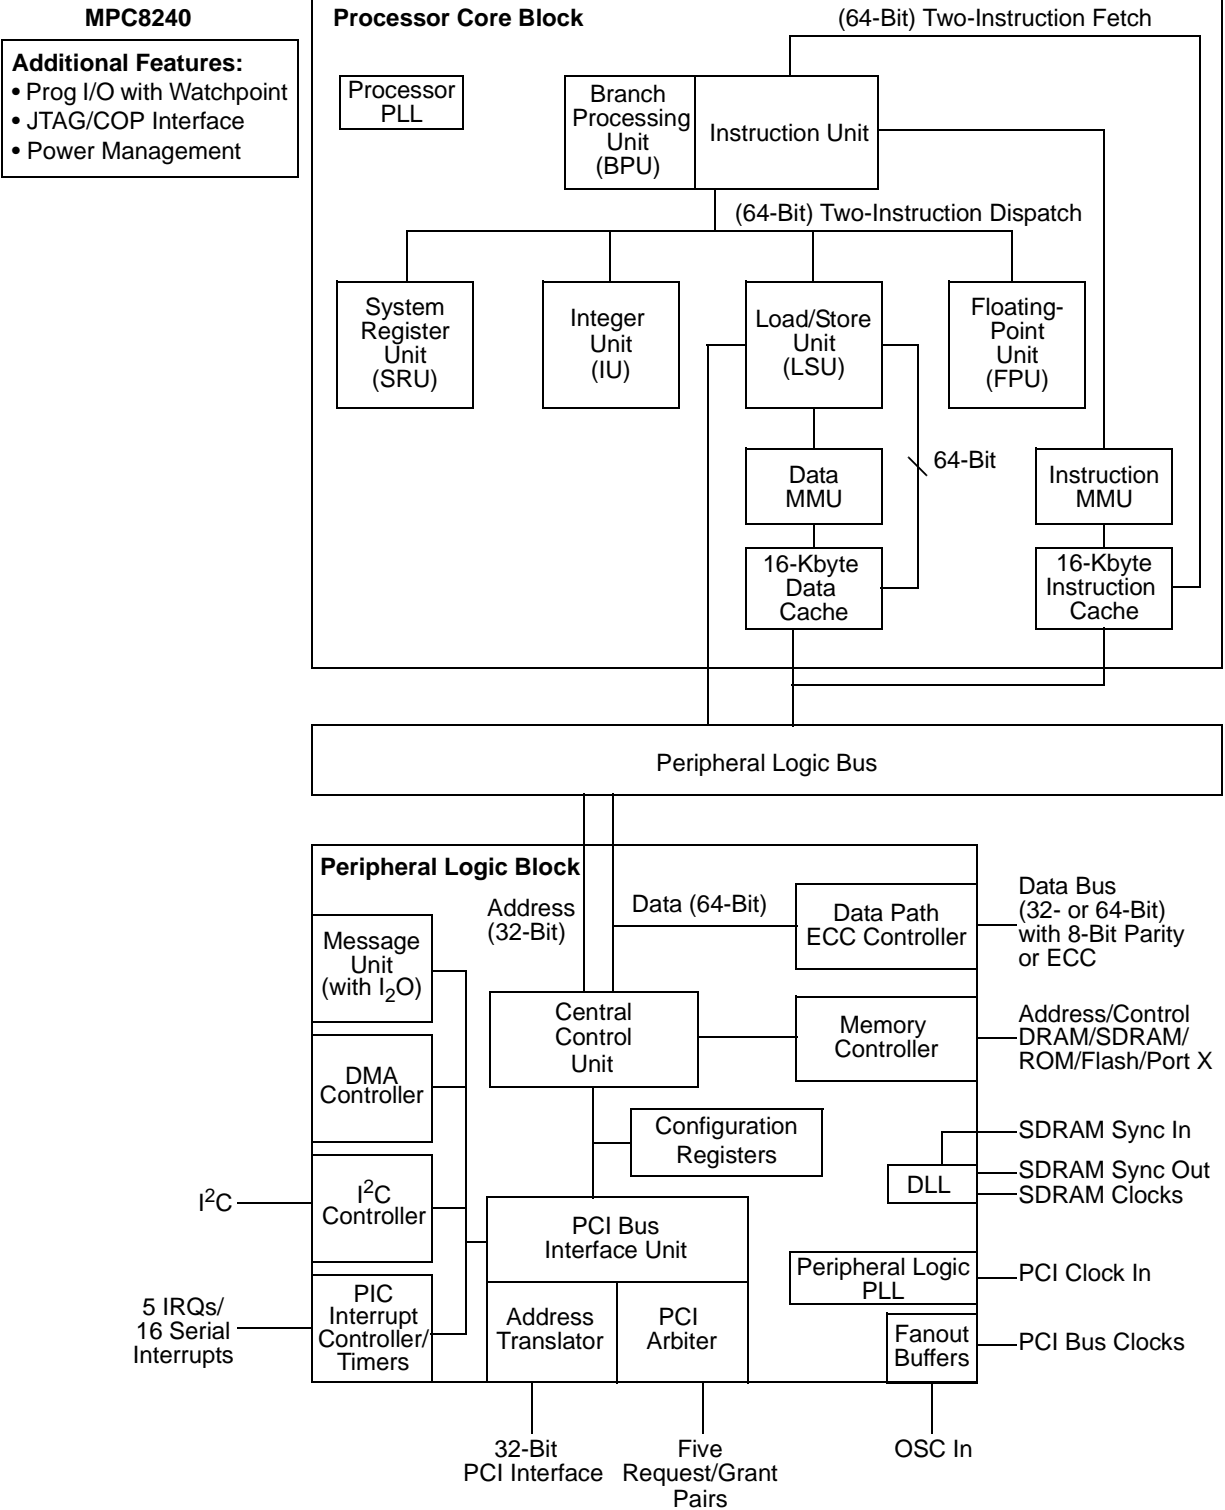 MPC8240
Additional Features:
• Prog I/O with Watchpoint
• JTAG/COP Interface
• Power Management
Processor Core Block
(64-Bit) Two-Instruction Fetch
Processor
PLL
Branch
Processing
Unit
(BPU)
Instruction Unit
(64-Bit) Two-Instruction Dispatch
System
Register
Unit
(SRU)
Integer
Unit
(IU)
Load/Store
Unit
(LSU)
Floating-
Point
Unit
(FPU)
Data
MMU
64-Bit
Instruction
MMU
16-Kbyte
Data
Cache
16-Kbyte
Instruction
Cache
Peripheral Logic Bus
Peripheral Logic Block
Address
(32-Bit)
Data (64-Bit)
Data Path
ECC Controller
Data Bus
(32- or 64-Bit)
with 8-Bit Parity
or ECC
Message
Unit
(with I2O)
Central
Control
Unit
Memory
Controller
Address/Control
DRAM/SDRAM/
ROM/Flash/Port X
DMA
Controller
Configuration
Registers
SDRAM Sync In
DLL
SDRAM Sync Out
SDRAM Clocks
I2C
I2C
Controller
PCI Bus
Interface Unit
Peripheral Logic
PLL
PCI Clock In
5 IRQs/
16 Serial
Interrupts
PIC
Interrupt
Controller/
Timers
Address
Translator
PCI
Arbiter
Fanout
Buffers
PCI Bus Clocks
32-Bit
PCI Interface
Five
Request/Grant
Pairs
OSC In